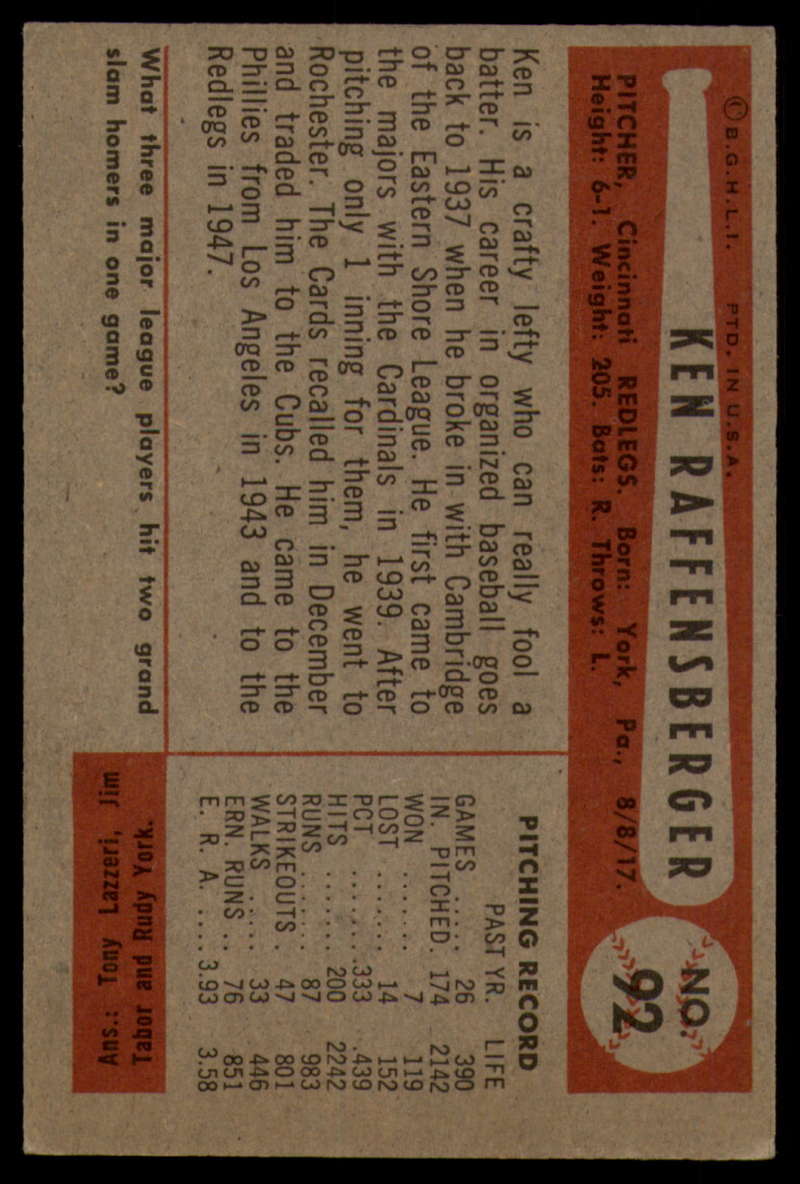 © B.G.H.L.I. PTD. IN U.S.A.
KEN RAFFENSBERGER
NO.
92
PITCHER, Cincinnati REDLEGS. Born: York, Pa., 8/8/17.
Height: 6-1. Weight: 205. Bats: R. Throws: L.
Ken is a crafty lefty who can really fool a
batter. His career in organized baseball goes
back to 1937 when he broke in with Cambridge
of the Eastern Shore League. He first came to
the majors with the Cardinals in 1939. After
pitching only 1 inning for them, he went to
Rochester. The Cards recalled him in December
and traded him to the Cubs. He came to the
Phillies from Los Angeles in 1943 and to the
Redlegs in 1947.
PITCHING RECORD
PAST YR. LIFE
GAMES ..... 26 390
IN. PITCHED. 174 2142
WON ...... 7 119
LOST ...... 14 152
PCT ....... .333 .439
HITS ...... 200 2242
RUNS ...... 87 983
STRIKEOUTS . 47 801
WALKS ..... 33 446
ERN. RUNS .. 76 851
E. R. A. .... 3.93 3.58
What three major league players hit two grand
slam homers in one game?
Ans.: Tony Lazzeri, Jim
Tabor and Rudy York.